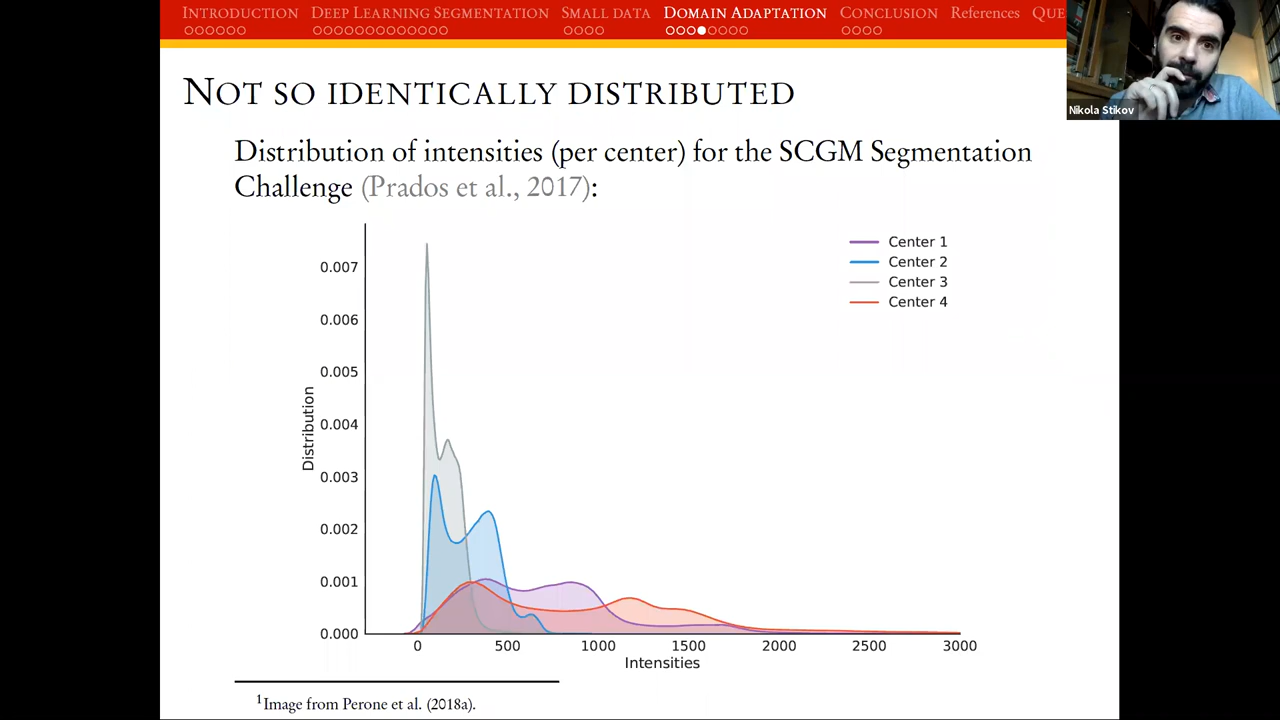 INTRODUCTION DEEP LEARNING SEGMENTATION SMALL DATA DOMAIN ADAPTATION CONCLUSION References QUE
Nikola Stikov
NOT SO IDENTICALLY DISTRIBUTED
Distribution of intensities (per center) for the SCGM Segmentation
Challenge (Prados et al., 2017):
Center 1
Center 2
Center 3
Center 4
0.007
0.006
0.005
0.004
0.003
0.002
0.001
0.000
Distribution
0 500 1000 1500 2000 2500 3000
Intensities
1Image from Perone et al. (2018a).